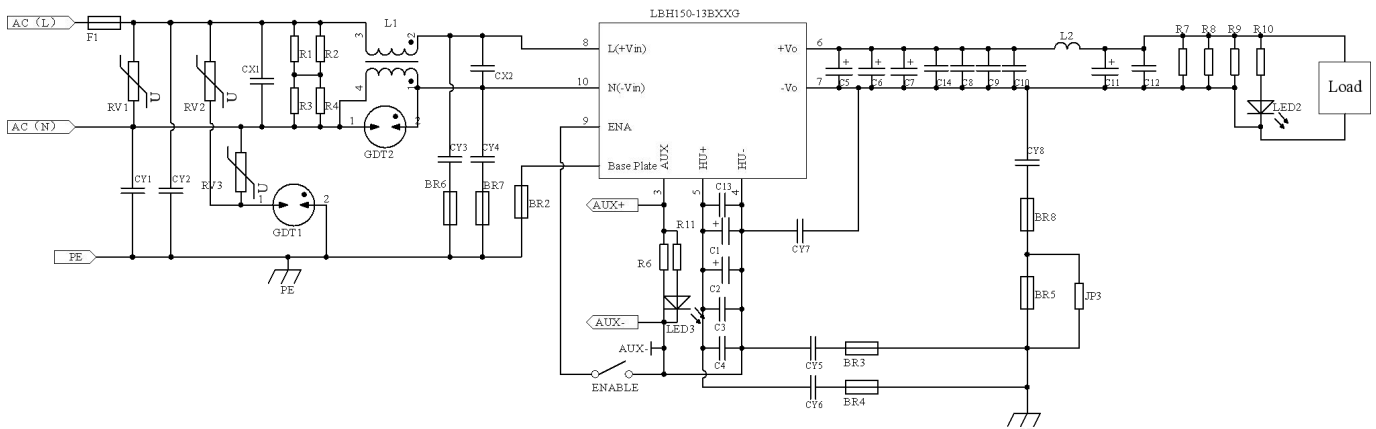 LBH150-13BXXG
AC（L）
F1
L1
3
2
4
1
R1
R2
R3
R4
RV1
U
RV2
U
CX1
CX2
8
L(+Vin)
10
N(-Vin)
9
ENA
Base Plate
AUX
HU+
HU-
3
5
4
+Vo
6
-Vo
7
C5
+
C6
+
C7
+
C14
C8
C9
C10
L2
C11
+
C12
R7
R8
R9
R10
LED2
Load
AC（N）
1
2
GDT2
RV3
U
1
2
GDT1
CY1
CY2
CY3
CY4
BR6
BR7
BR2
PE
PE
AUX+
R11
R6
LED3
AUX-
AUX-
ENABLE
C13
+
C1
+
C2
C3
C4
CY7
CY5
BR3
CY6
BR4
CY8
BR8
BR5
JP3